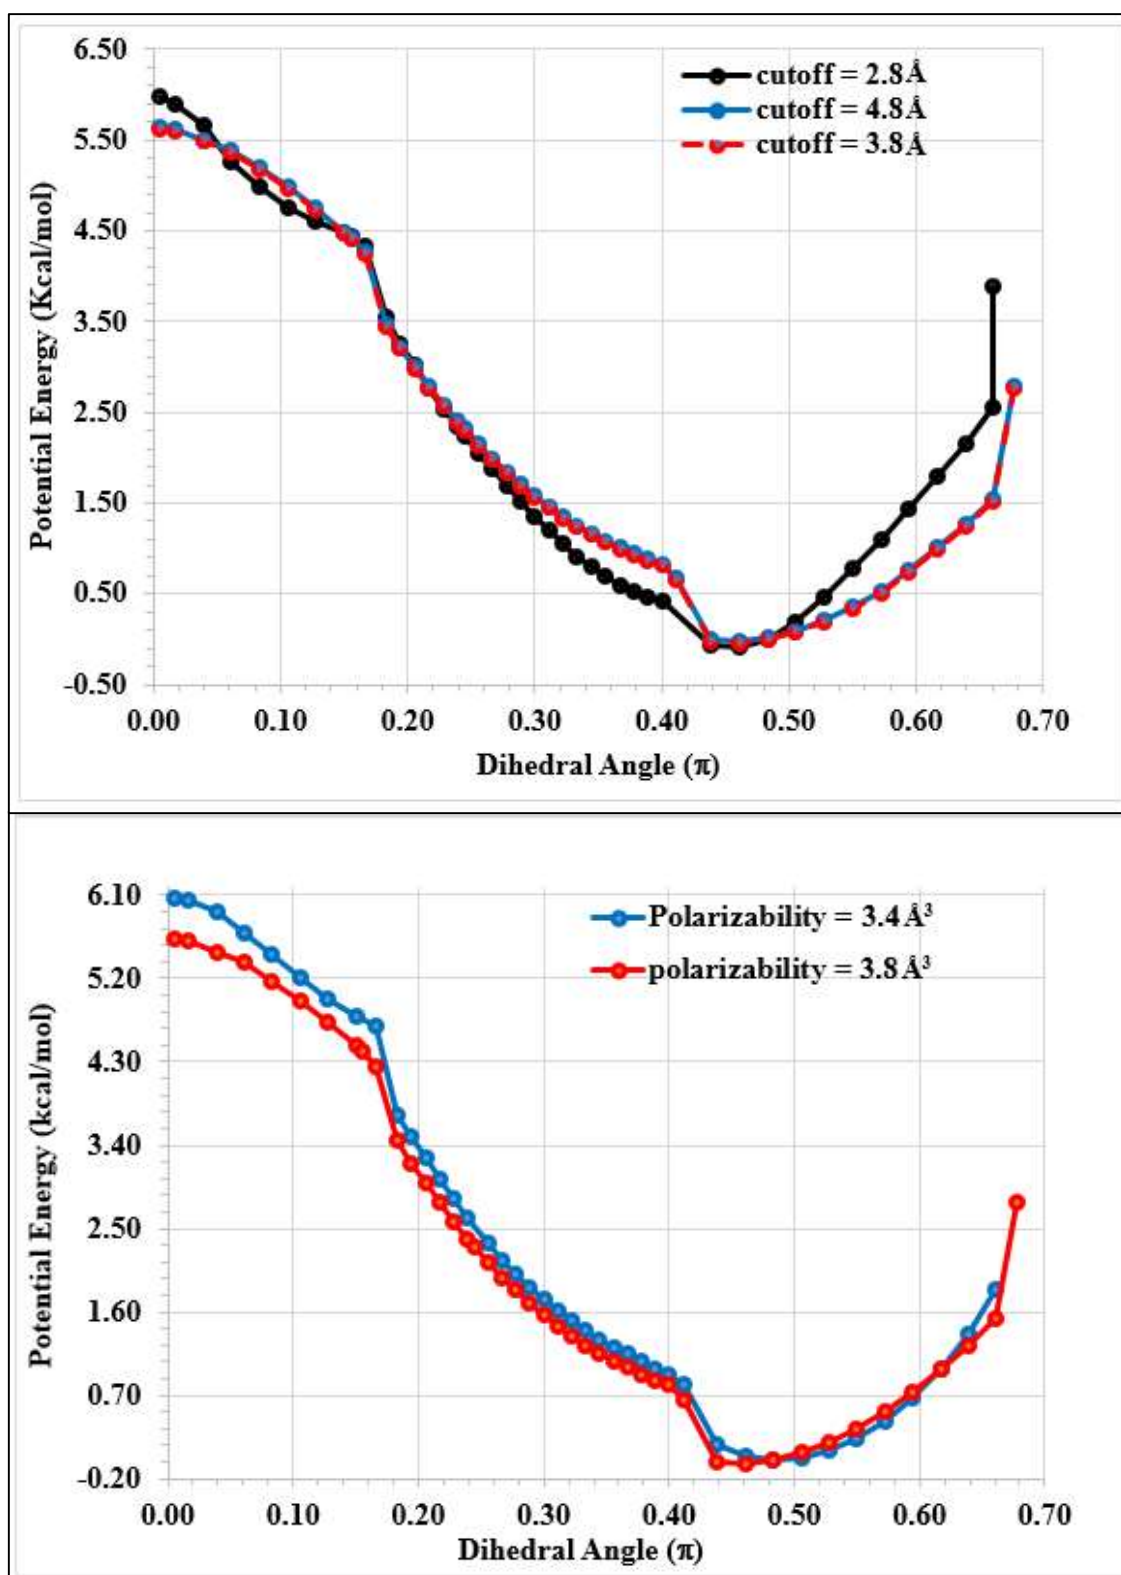 6.50
5.50
4.50
3.50
2.50
1.50
0.50
-0.50
Potential Energy (Kcal/mol)
cutoff = 2.8Å
cutoff = 4.8Å
cutoff = 3.8Å
0.00 0.10 0.20 0.30 0.40 0.50 0.60 0.70
Dihedral Angle (π)
6.10
5.20
4.30
3.40
2.50
1.60
0.70
-0.20
Potential Energy (kcal/mol)
Polarizability = 3.4Å³
polarizability = 3.8Å³
0.00 0.10 0.20 0.30 0.40 0.50 0.60 0.70
Dihedral Angle (π)